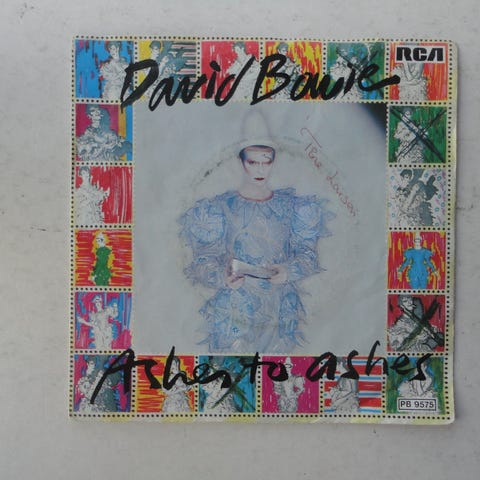 David Bowie
RCA
Ashes to ashes
PB 9575